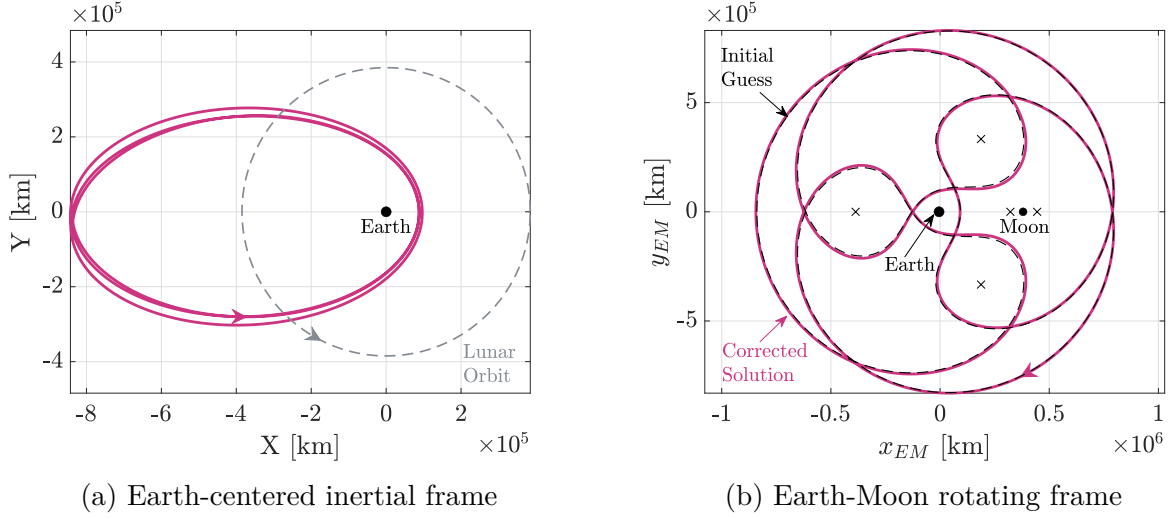 ×10⁵
4
2
0
-2
-4
Y [km]
Earth
Lunar
Orbit
-8
-6
-4
-2
0
2
X [km]
×10⁵
(a) Earth-centered inertial frame
×10⁵
Initial
Guess
5
0
-5
y_EM [km]
Moon
Earth
Corrected
Solution
-1
-0.5
0
0.5
1
x_EM [km]
×10⁶
(b) Earth-Moon rotating frame